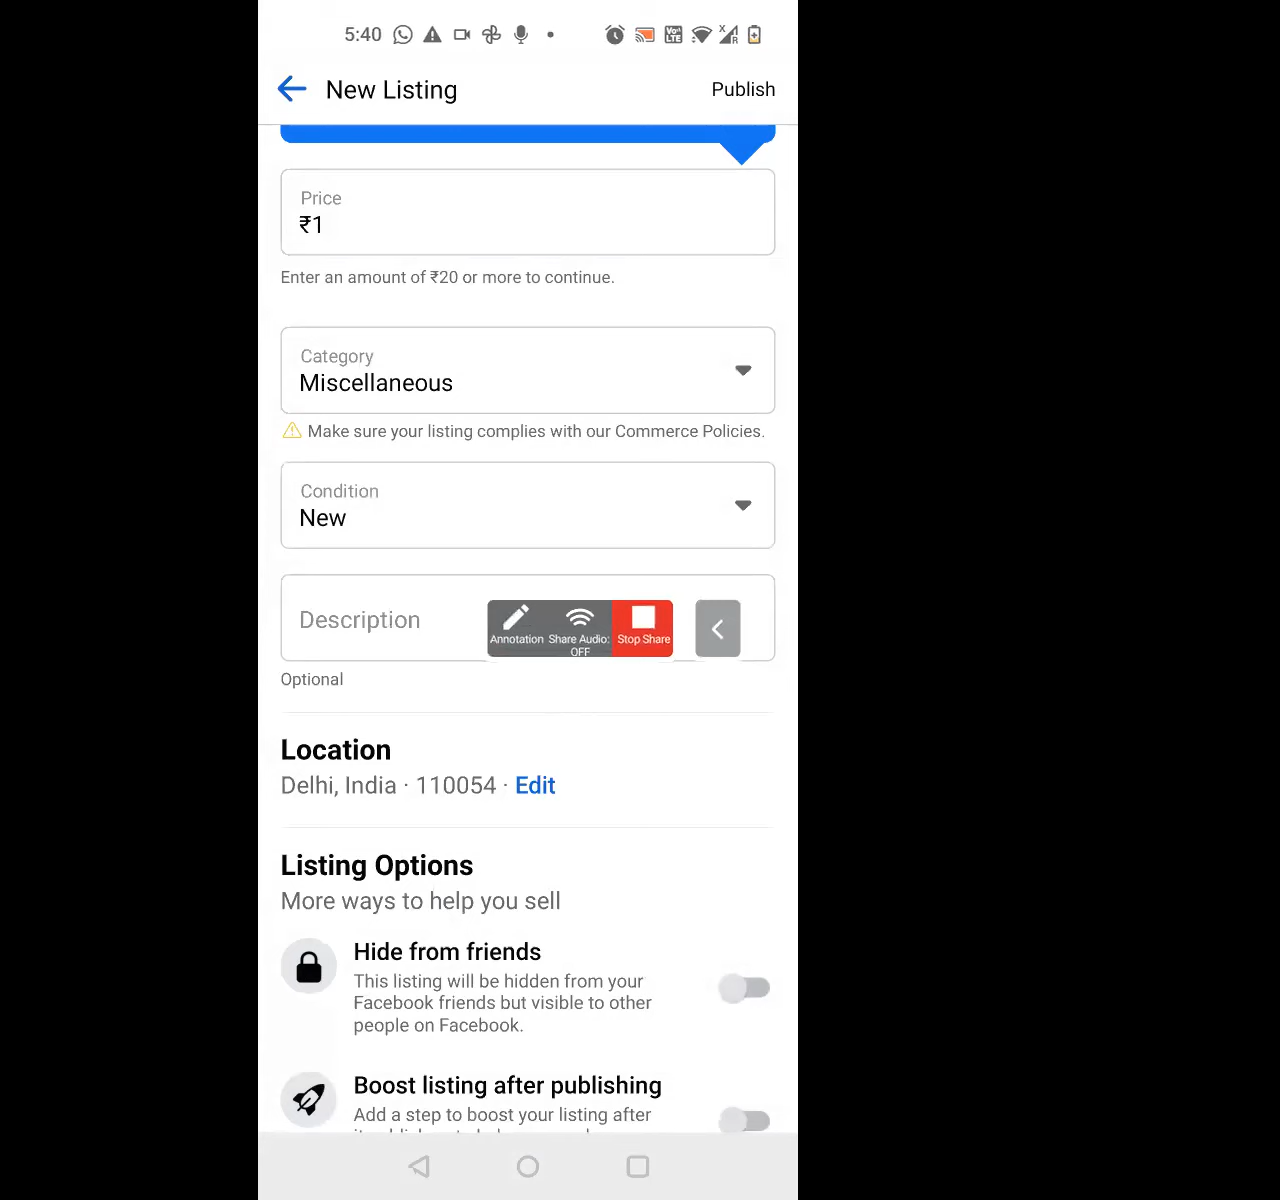 5:40
New Listing
Publish
Price
₹1
Enter an amount of ₹20 or more to continue.
Category
Miscellaneous
Make sure your listing complies with our Commerce Policies.
Condition
New
Description
Annotation
Share Audio:
OFF
Stop Share
Optional
Location
Delhi, India · 110054 · Edit
Listing Options
More ways to help you sell
Hide from friends
This listing will be hidden from your
Facebook friends but visible to other
people on Facebook.
Boost listing after publishing
Add a step to boost your listing after